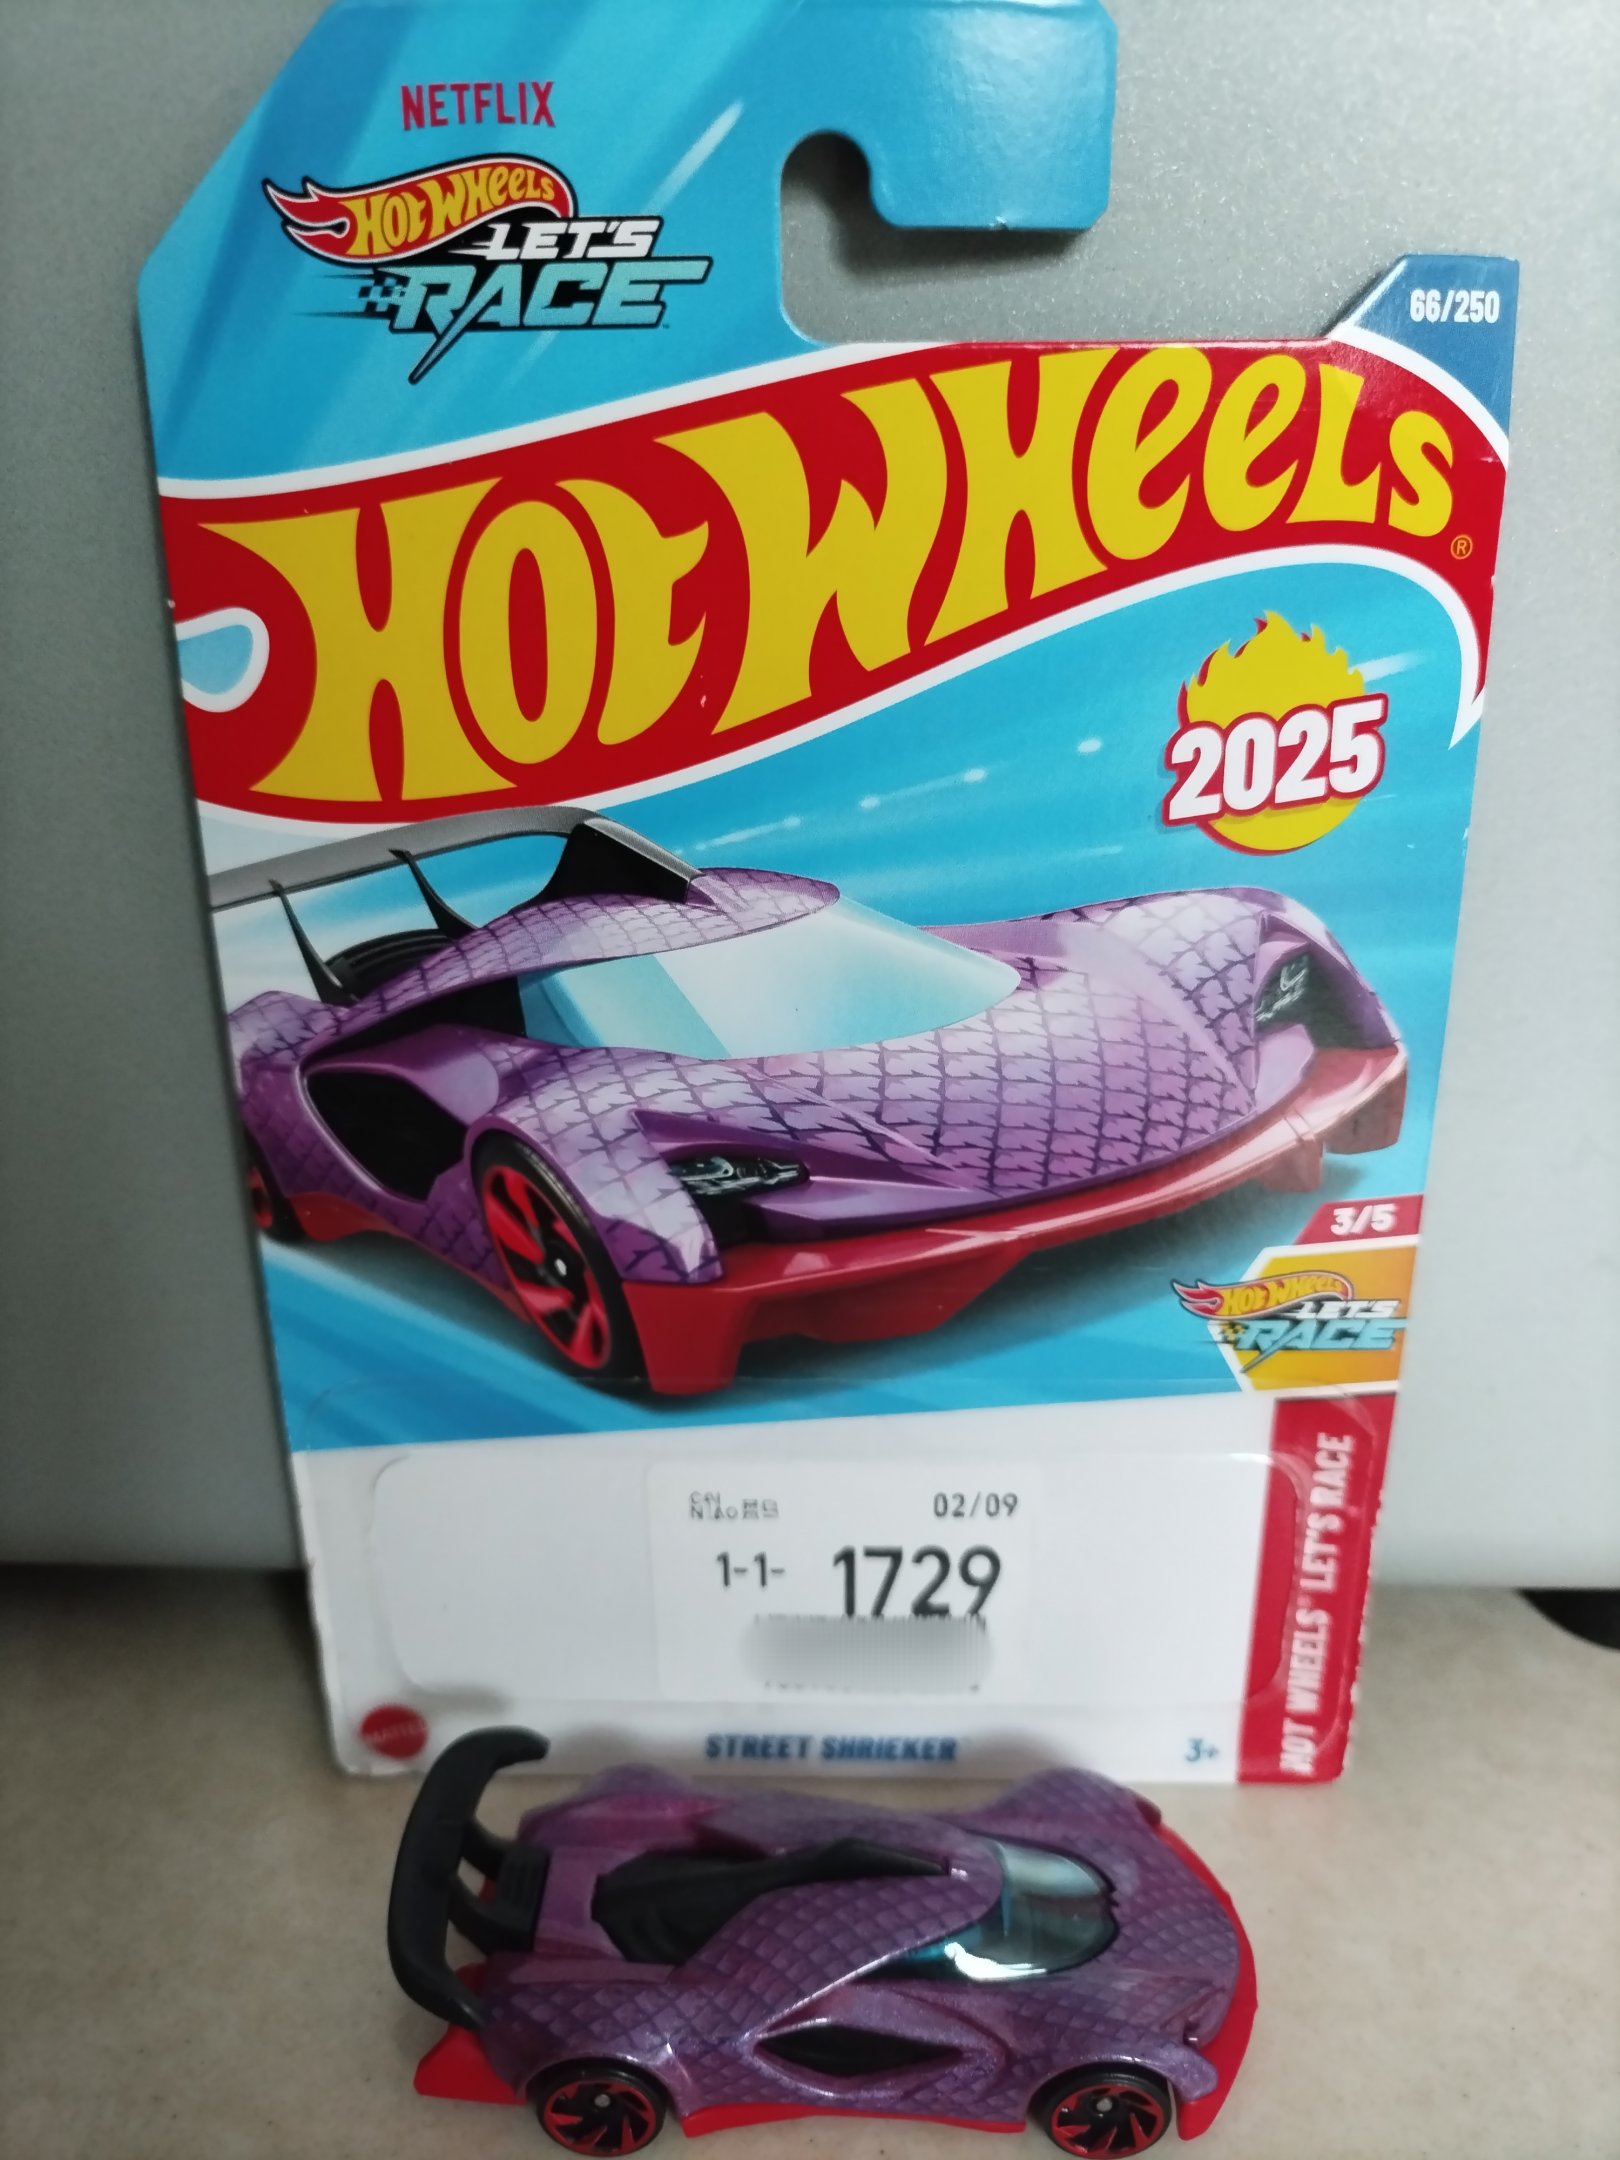 NETFLIX
HOT WHEELS
LET'S
RACE
66/250
HOT WHEELS
®
2025
3/5
HOT WHEELS
LET'S
RACE
02/09
1-1- 1729
HOT WHEELS® LET'S RACE
MATTEL
STREET SHRIEKER
3+